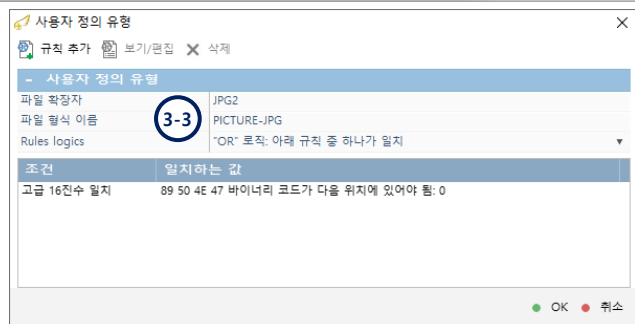 사용자 정의 유형
규칙 추가 보기/편집 삭제
- 사용자 정의 유형
파일 확장자 JPG2
파일 형식 이름 3-3 PICTURE-JPG
Rules logics "OR" 로직: 아래 규칙 중 하나가 일치
조건 일치하는 값
고급 16진수 일치 89 50 4E 47 바이너리 코드가 다음 위치에 있어야 됨: 0
OK 취소